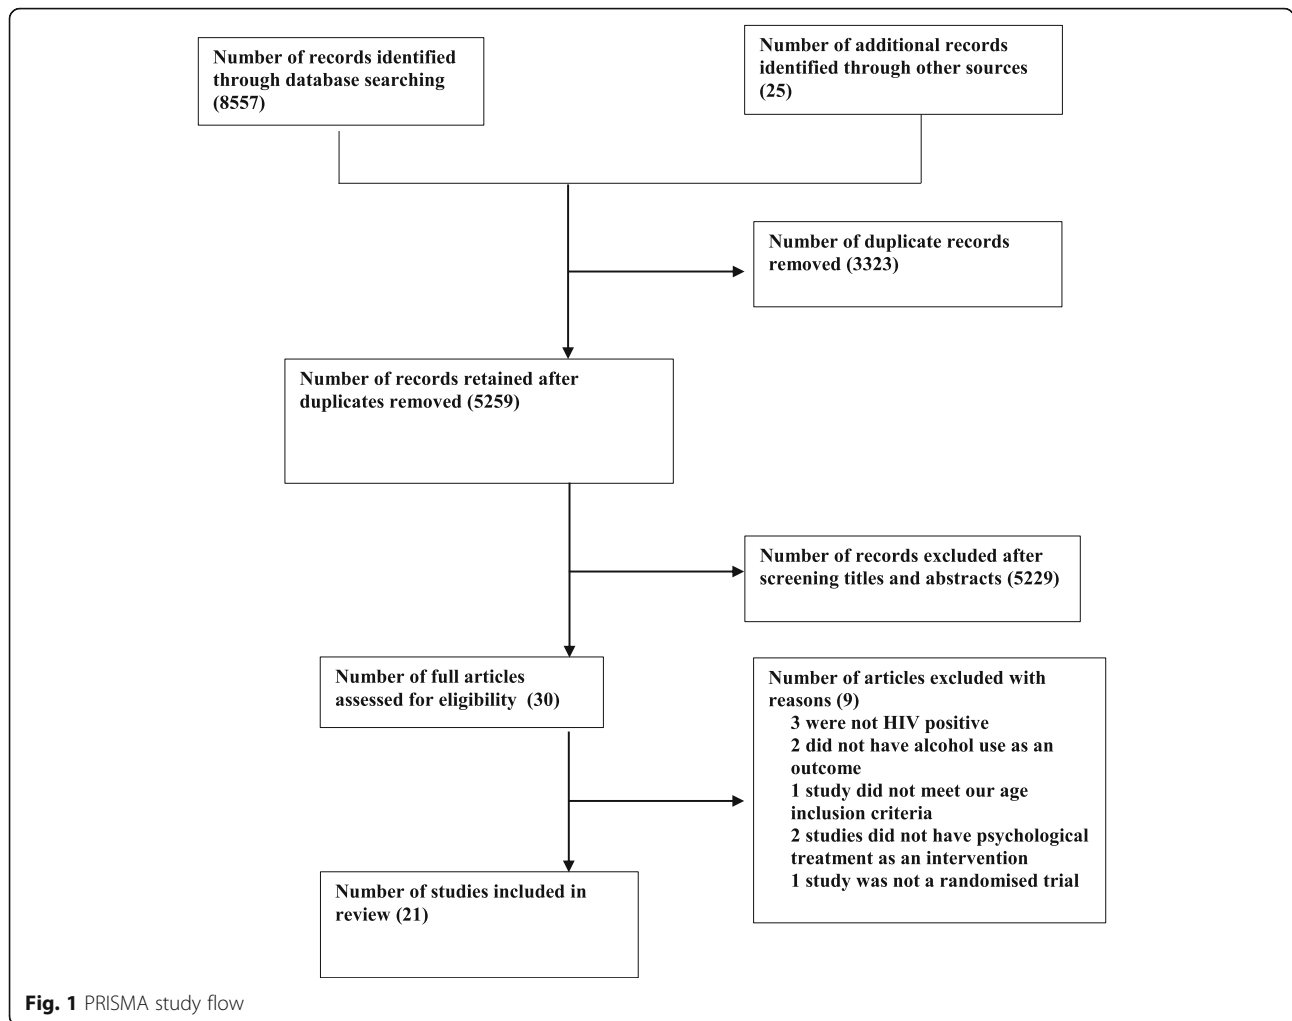 Number of records identified
through database searching
(8557)
Number of additional records
identified through other sources
(25)
Number of duplicate records
removed (3323)
Number of records retained after
duplicates removed (5259)
Number of records excluded after
screening titles and abstracts (5229)
Number of full articles
assessed for eligibility (30)
Number of articles excluded with
reasons (9)
3 were not HIV positive
2 did not have alcohol use as an
outcome
1 study did not meet our age
inclusion criteria
2 studies did not have psychological
treatment as an intervention
1 study was not a randomised trial
Number of studies included in
review (21)
Fig. 1 PRISMA study flow